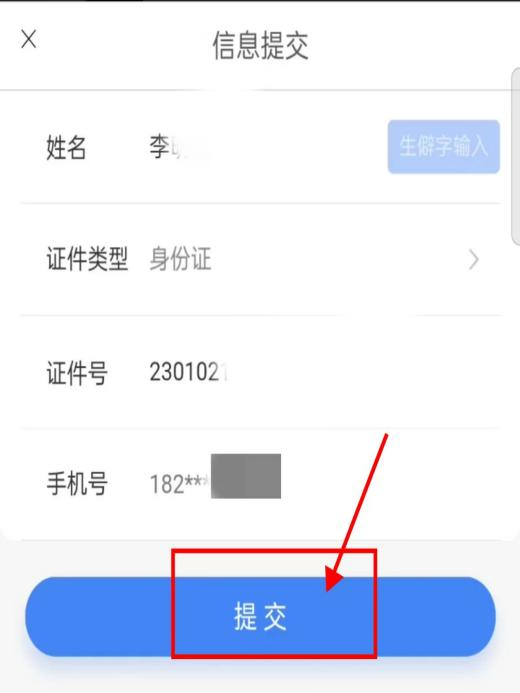 X
信息提交
姓名 李 生僻字输入
证件类型 身份证
证件号 2301021
手机号 182***
提交